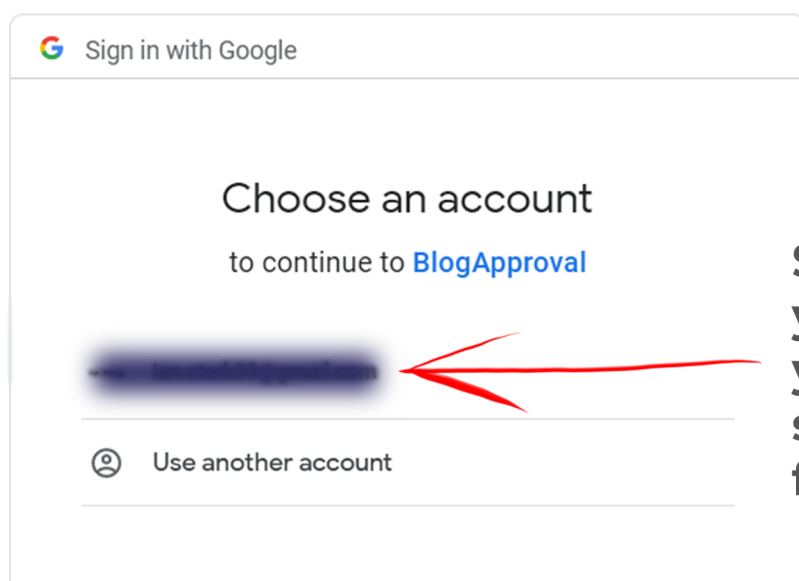 Sign in with Google
Choose an account
to continue to BlogApproval
Use another account